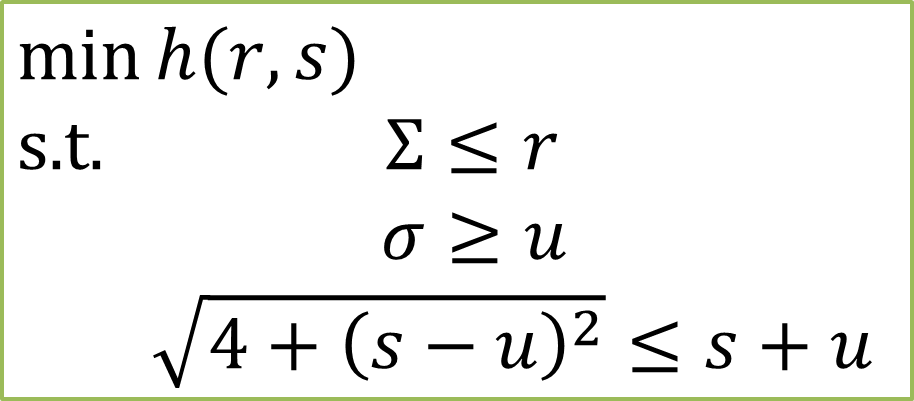 min h(r, s)
s.t. Σ ≤ r
σ ≥ u
√4 + (s − u)² ≤ s + u